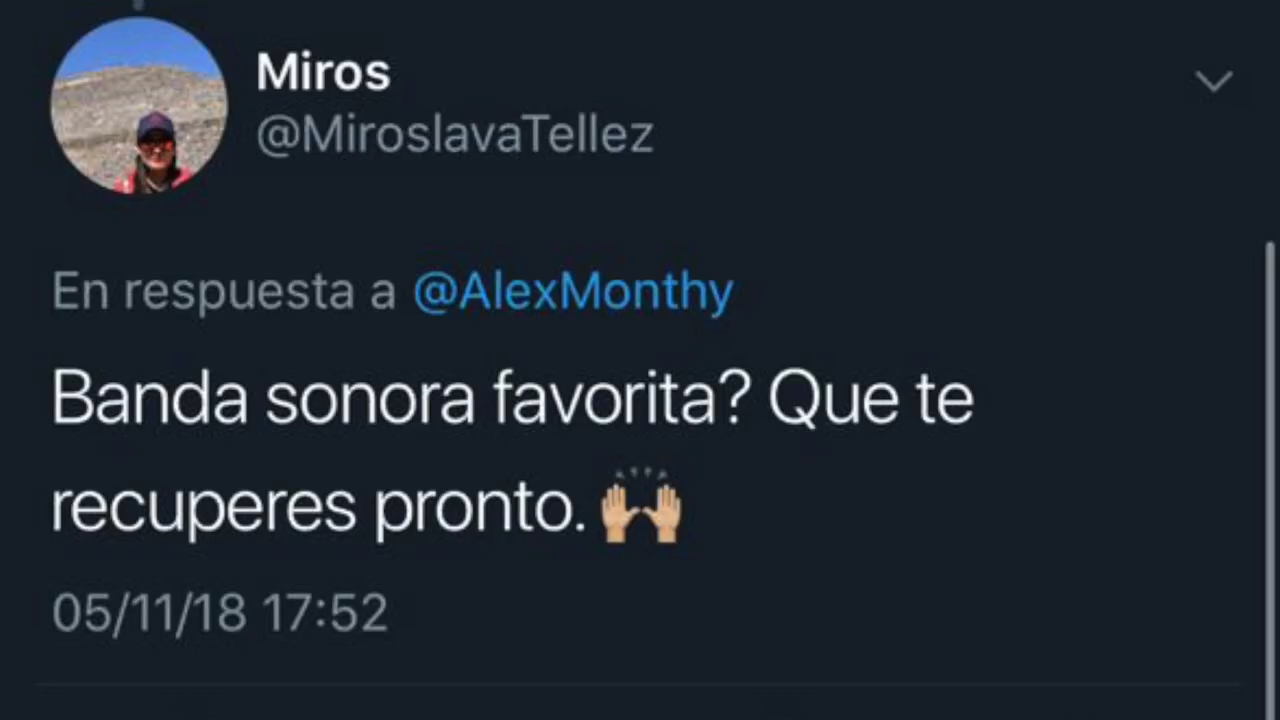 Miros
@MiroslavaTellez
En respuesta a @AlexMonthy
Banda sonora favorita? Que te
recuperes pronto. 🙌🏼
05/11/18 17:52